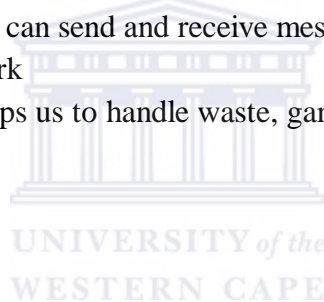 can send and receive mes
rk
ps us to handle waste, gar
UNIVERSITY of the
WESTERN CAPE